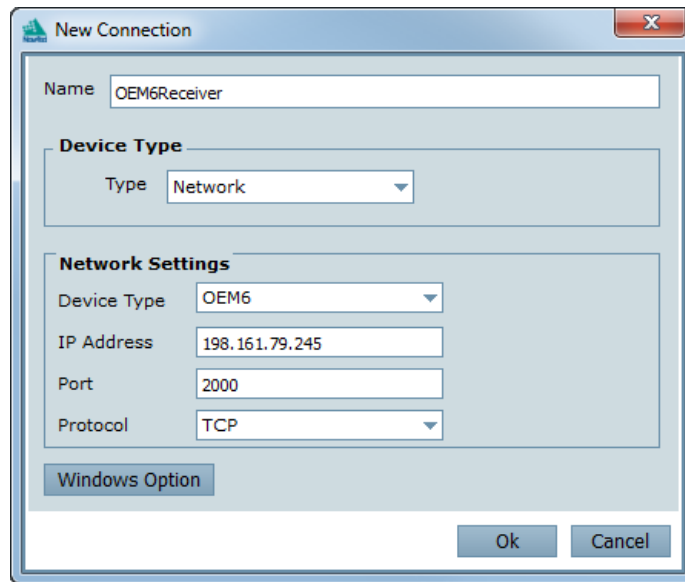 New Connection
Name OEM6Receiver
Device Type
Type Network
Network Settings
Device Type OEM6
IP Address 198.161.79.245
Port 2000
Protocol TCP
Windows Option
Ok Cancel